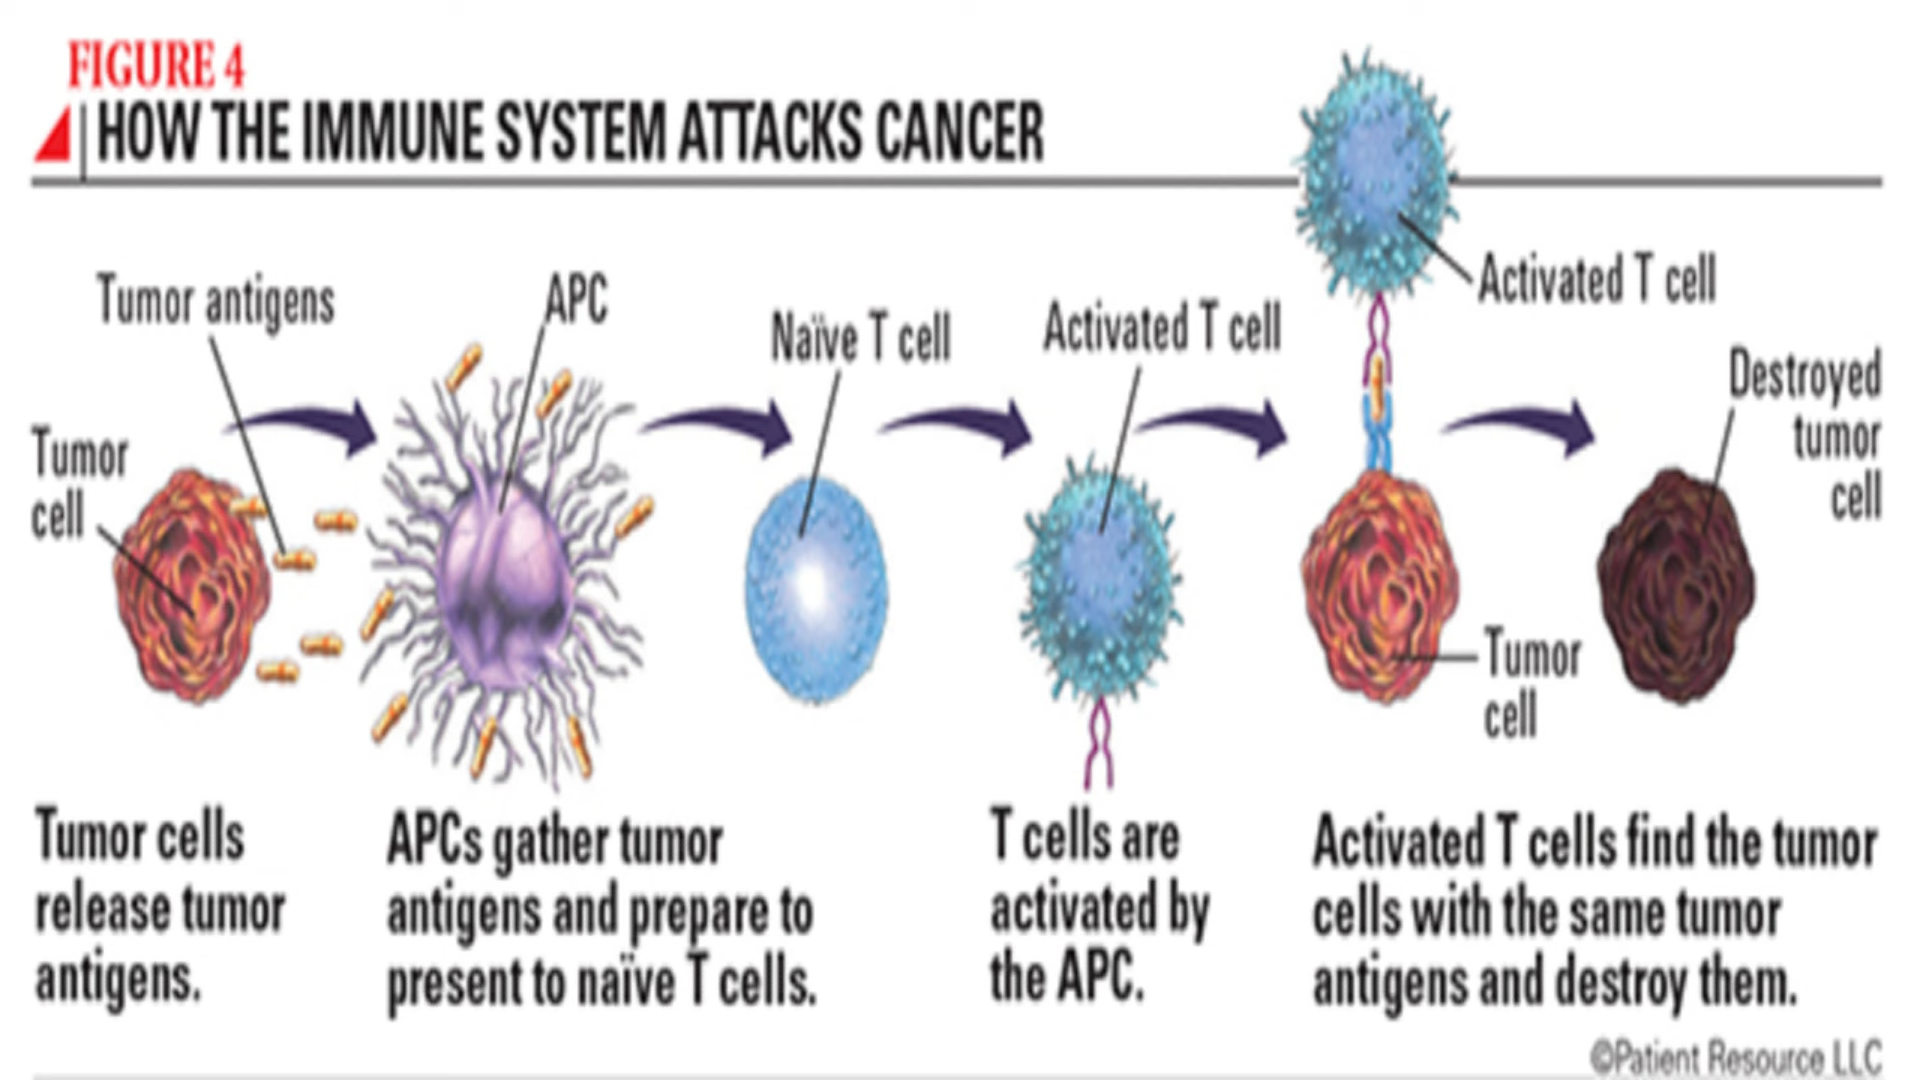 FIGURE 4
HOW THE IMMUNE SYSTEM ATTACKS CANCER
Tumor antigens
APC
Naïve T cell
Activated T cell
Activated T cell
Tumor
cell
Destroyed
tumor
cell
Tumor
cell
Tumor cells
release tumor
antigens.
APCs gather tumor
antigens and prepare to
present to naïve T cells.
T cells are
activated by
the APC.
Activated T cells find the tumor
cells with the same tumor
antigens and destroy them.
©Patient Resource LLC